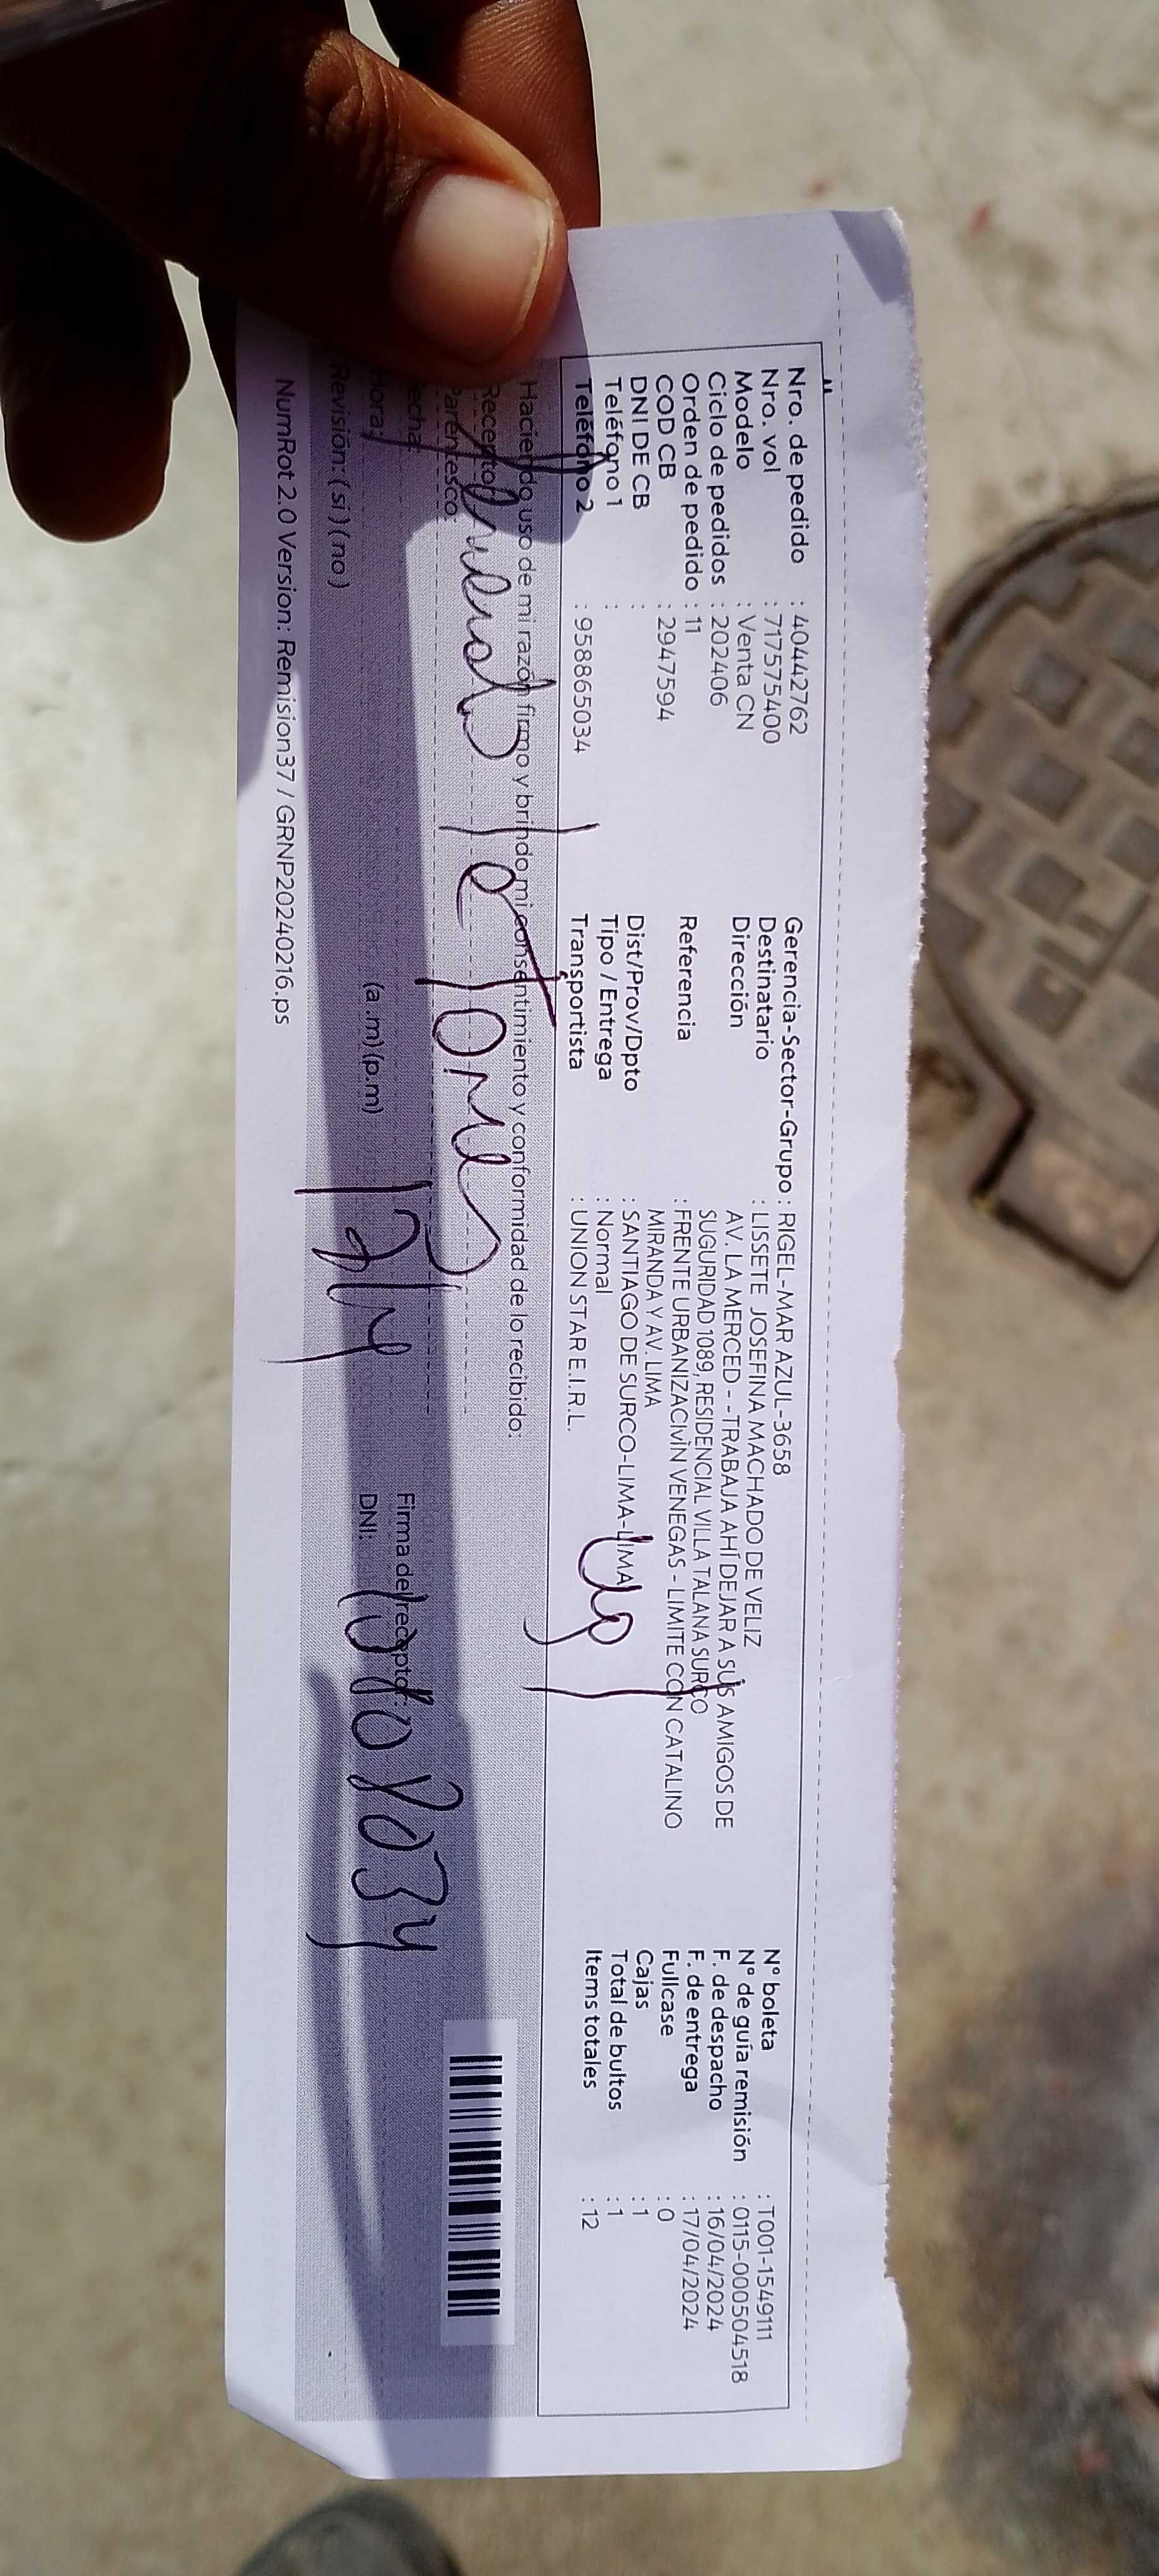 Nro. de pedido : 40442762
Nro. vol : 717575400
Modelo : Venta CN
Ciclo de pedidos : 202406
Orden de pedido : 11
COD CB : 2947594
DNI DE CB :
Teléfono 1 :
Teléfono 2 : 958865034
Gerencia-Sector-Grupo : RIGEL-MAR AZUL-3658
Destinatario : LISSETE JOSEFINA MACHADO DE VELIZ
Dirección AV. LA MERCED - -TRABAJA AHÍ DEJAR A SUS AMIGOS DE
SUGURIDAD 1089, RESIDENCIAL VILLA TALANA SURCO
Referencia : FRENTE URBANIZACIVÌN VENEGAS - LIMITE CON CATALINO
MIRANDA Y AV. LIMA
Dist/Prov/Dpto : SANTIAGO DE SURCO-LIMA-LIMA
Tipo / Entrega : Normal
Transportista : UNION STAR E.I.R.L.
N° boleta : T001-1549111
N° de guía remisión : 0115-000504518
F. de despacho : 16/04/2024
F. de entrega : 17/04/2024
Fullcase : 0
Cajas : 1
Total de bultos : 1
Items totales : 12
Haciendo uso de mi razón firmo y brindo mi consentimiento y conformidad de lo recibido:
Receptor:
Parentesco:
Fecha:
Hora: (a.m) (p.m)
Revisión: ( si ) ( no )
Firma del receptor:
DNI:
NumRot 2.0 Version: Remision37 / GRNP20240216.ps